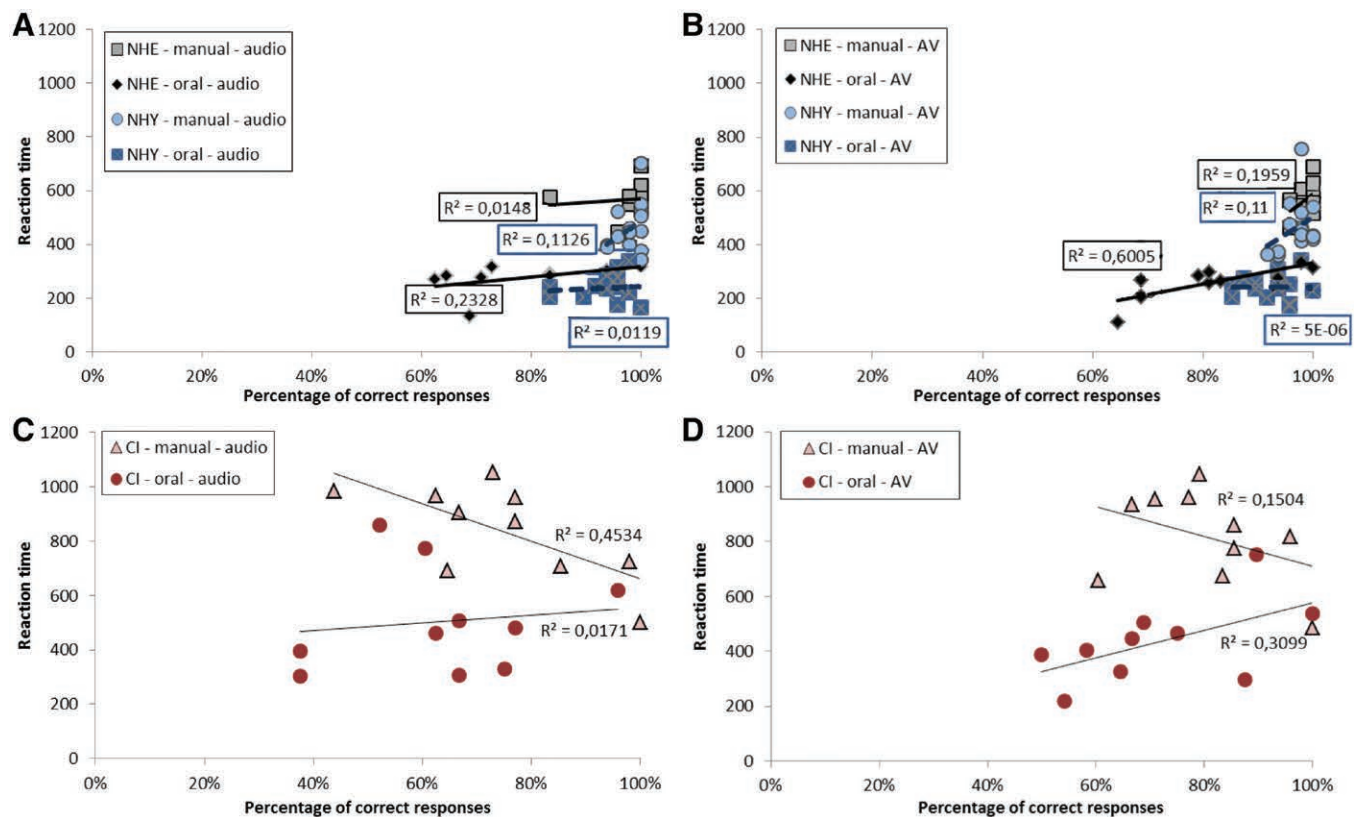 A
1200
1000
800
600
400
200
0
Reaction time
NHE - manual - audio
NHE - oral - audio
NHY - manual - audio
NHY - oral - audio
R² = 0,0148
R² = 0,1126
R² = 0,2328
R² = 0,0119
0% 20% 40% 60% 80% 100%
Percentage of correct responses
B
1200
1000
800
600
400
200
0
Reaction time
NHE - manual - AV
NHE - oral - AV
NHY - manual - AV
NHY - oral - AV
R² = 0,1959
R² = 0,11
R² = 0,6005
R² = 5E-06
0% 20% 40% 60% 80% 100%
Percentage of correct responses
C
1200
1000
800
600
400
200
0
Reaction time
CI - manual - audio
CI - oral - audio
R² = 0,4534
R² = 0,0171
0% 20% 40% 60% 80% 100%
Percentage of correct responses
D
1200
1000
800
600
400
200
0
Reaction time
CI - manual - AV
CI - oral - AV
R² = 0,1504
R² = 0,3099
0% 20% 40% 60% 80% 100%
Percentage of correct responses